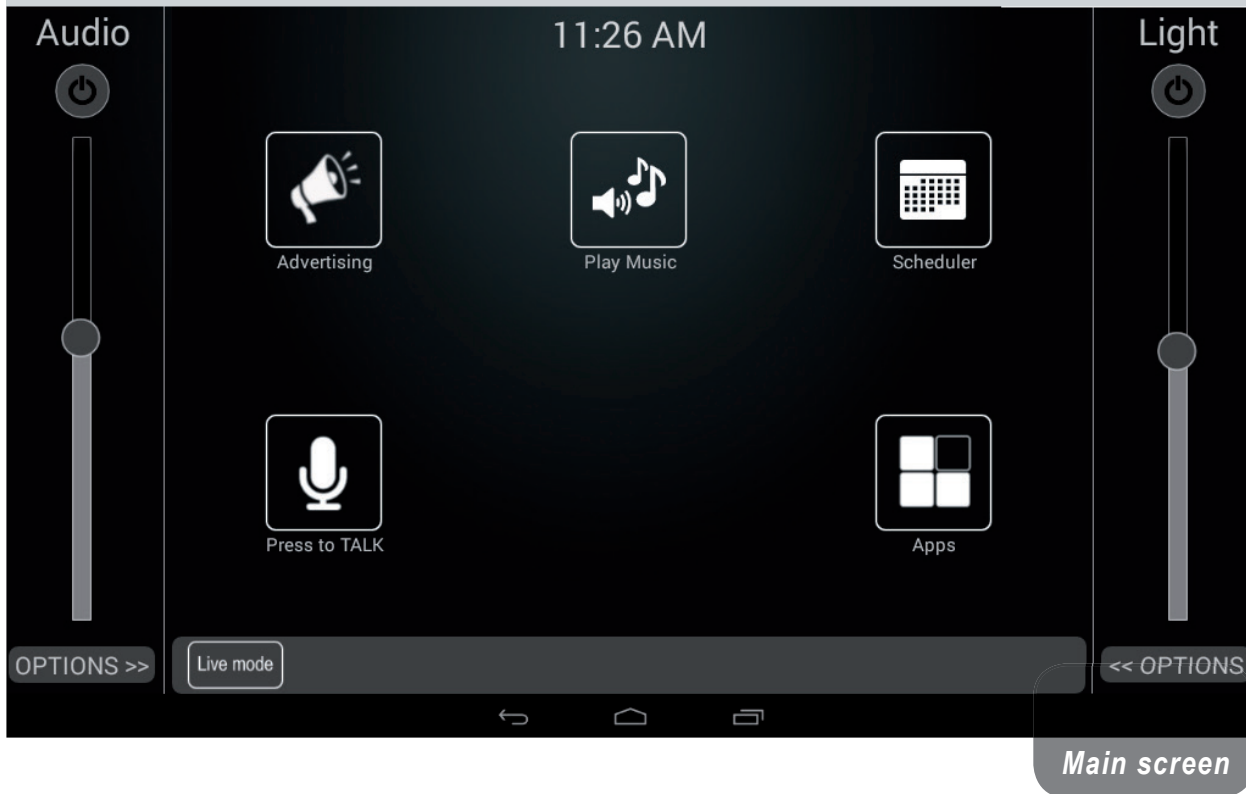 Audio
11:26 AM
Light
Advertising
Play Music
Scheduler
Press to TALK
Apps
OPTIONS >>
Live mode
<< OPTIONS
Main screen